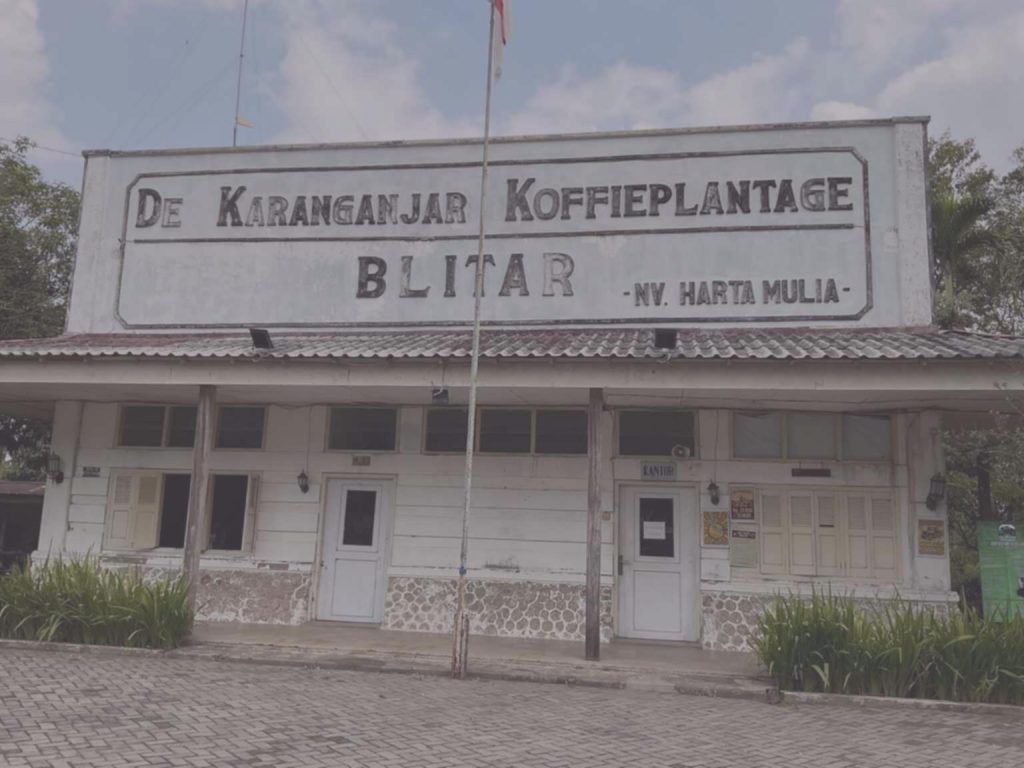 DE KARANGANJAR KOFFIEPLANTAGE
BLITAR
-NV. HARTA MULIA-
KANTOR